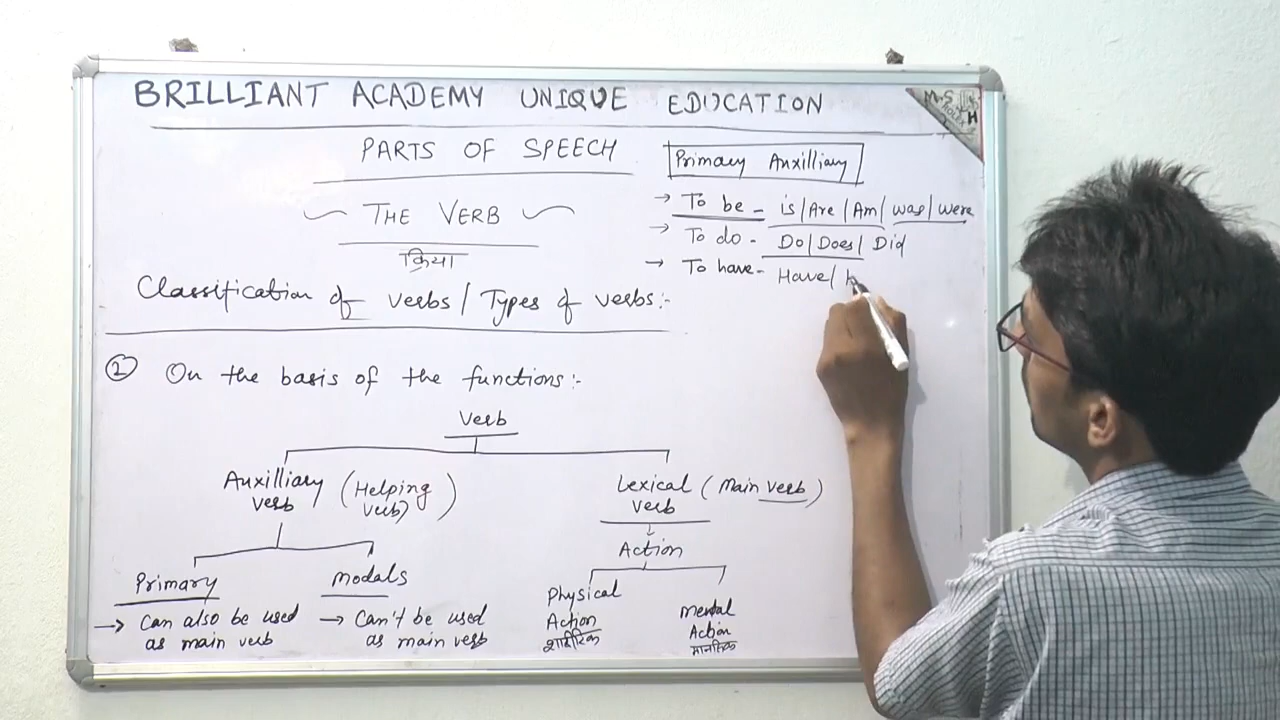 BRILLIANT ACADEMY UNIQUE EDUCATION
PARTS OF SPEECH
THE VERB
क्रिया
Classification of verbs / Types of verbs:-
Primary Auxilliary
→ To be - is/Are/Am/was/were
→ To do - Do/Does/Did
→ To have- Have/ h
② On the basis of the functions:-
Verb
Auxilliary verb (Helping verb)
Lexical verb (Main verb)
↓
Action
Primary
→ Can also be used
as main verb
Modals
→ Can't be used
as main verb
Physical
Action
शारीरिक
mental
Action
मानसिक
M.S
H